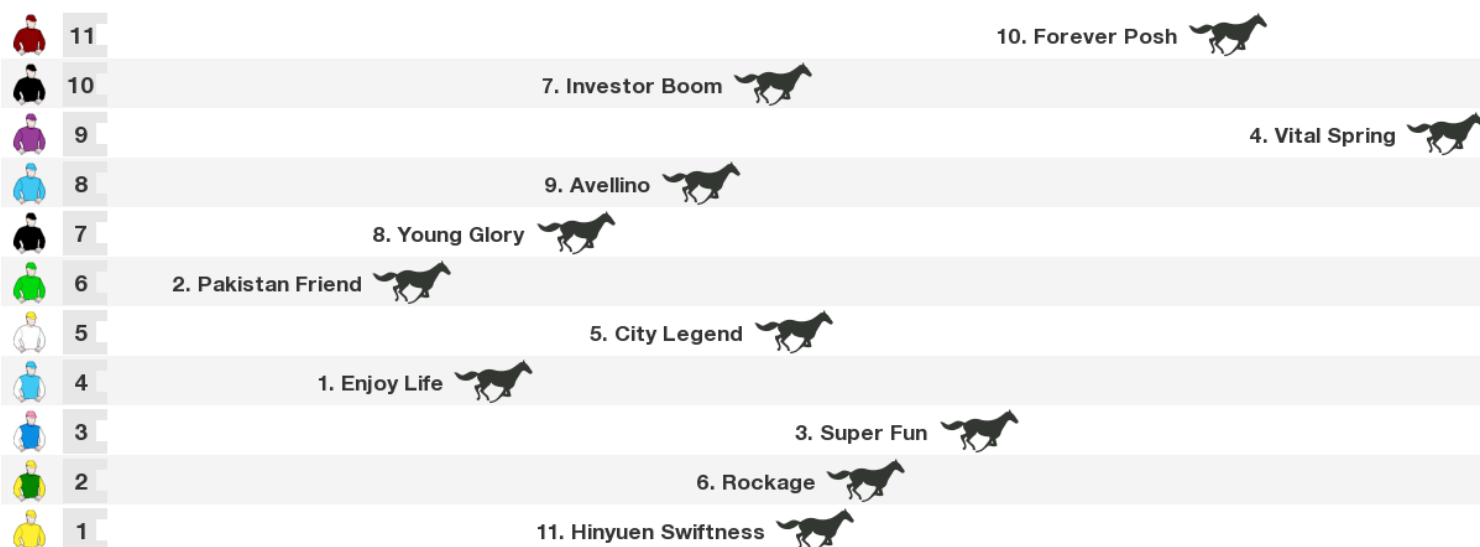 11 10. Forever Posh
10 7. Investor Boom
9 4. Vital Spring
8 9. Avellino
7 8. Young Glory
6 2. Pakistan Friend
5 5. City Legend
4 1. Enjoy Life
3 3. Super Fun
2 6. Rockage
1 11. Hinyuen Swiftness